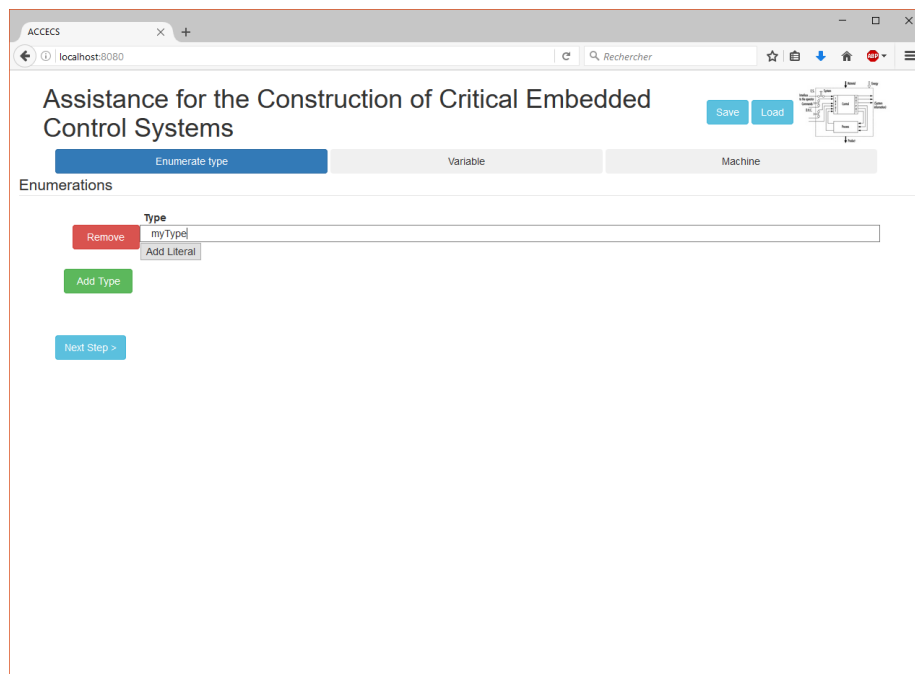 ACCECS
localhost:8080
Rechercher
ABP
Assistance for the Construction of Critical Embedded
Control Systems
Save
Load
Enumerate type
Variable
Machine
Enumerations
Type
Remove
myType
Add Literal
Add Type
Next Step >